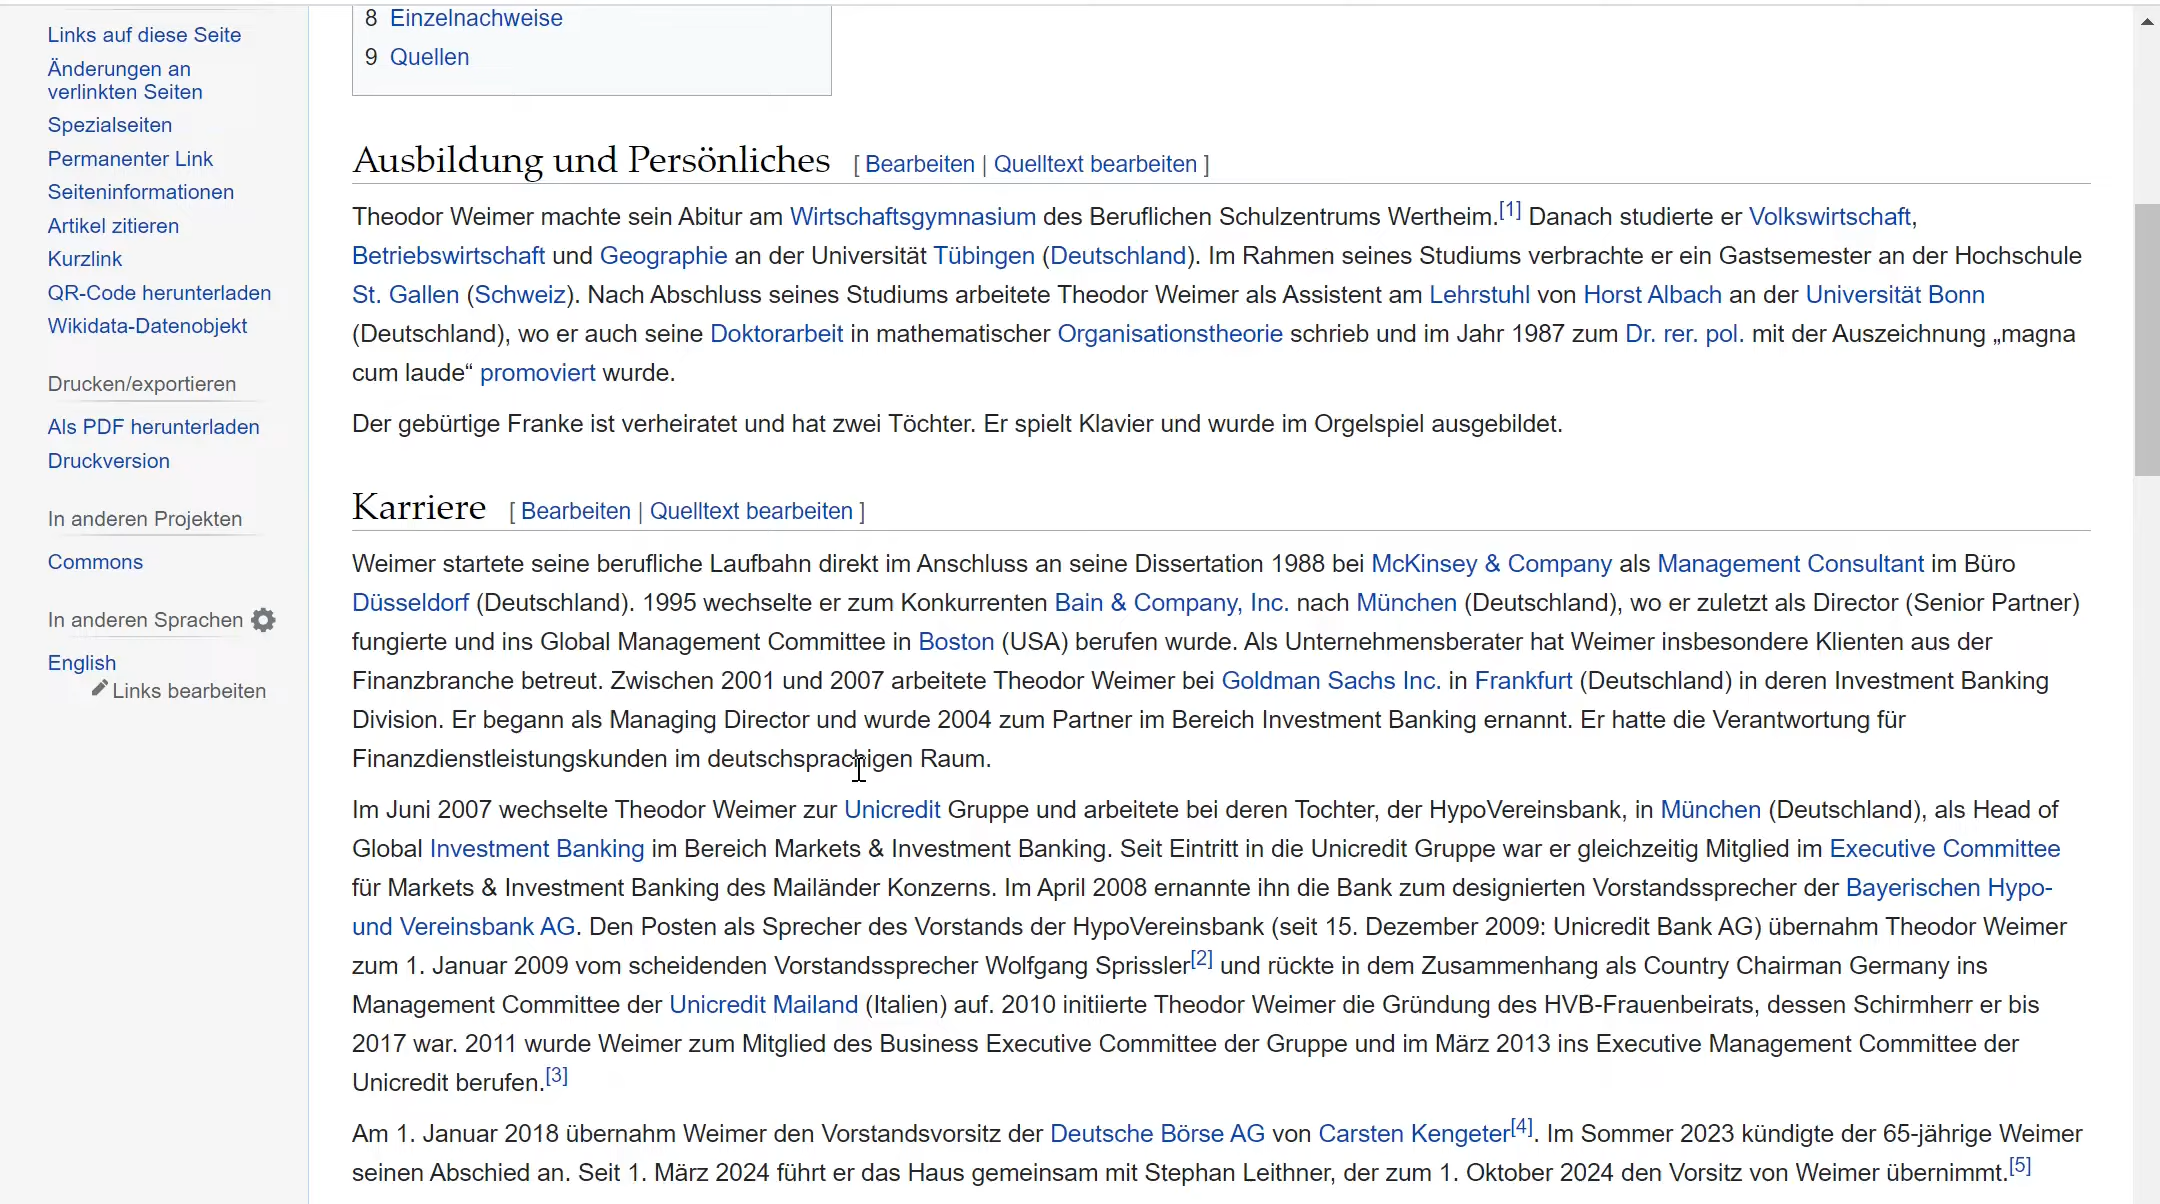 Links auf diese Seite
Änderungen an
verlinkten Seiten
Spezialseiten
Permanenter Link
Seiteninformationen
Artikel zitieren
Kurzlink
QR-Code herunterladen
Wikidata-Datenobjekt
Drucken/exportieren
Als PDF herunterladen
Druckversion
In anderen Projekten
Commons
In anderen Sprachen
English
Links bearbeiten
8 Einzelnachweise
9 Quellen
Ausbildung und Persönliches [ Bearbeiten | Quelltext bearbeiten ]
Theodor Weimer machte sein Abitur am Wirtschaftsgymnasium des Beruflichen Schulzentrums Wertheim.[1] Danach studierte er Volkswirtschaft,
Betriebswirtschaft und Geographie an der Universität Tübingen (Deutschland). Im Rahmen seines Studiums verbrachte er ein Gastsemester an der Hochschule
St. Gallen (Schweiz). Nach Abschluss seines Studiums arbeitete Theodor Weimer als Assistent am Lehrstuhl von Horst Albach an der Universität Bonn
(Deutschland), wo er auch seine Doktorarbeit in mathematischer Organisationstheorie schrieb und im Jahr 1987 zum Dr. rer. pol. mit der Auszeichnung „magna
cum laude“ promoviert wurde.
Der gebürtige Franke ist verheiratet und hat zwei Töchter. Er spielt Klavier und wurde im Orgelspiel ausgebildet.
Karriere [ Bearbeiten | Quelltext bearbeiten ]
Weimer startete seine berufliche Laufbahn direkt im Anschluss an seine Dissertation 1988 bei McKinsey & Company als Management Consultant im Büro
Düsseldorf (Deutschland). 1995 wechselte er zum Konkurrenten Bain & Company, Inc. nach München (Deutschland), wo er zuletzt als Director (Senior Partner)
fungierte und ins Global Management Committee in Boston (USA) berufen wurde. Als Unternehmensberater hat Weimer insbesondere Klienten aus der
Finanzbranche betreut. Zwischen 2001 und 2007 arbeitete Theodor Weimer bei Goldman Sachs Inc. in Frankfurt (Deutschland) in deren Investment Banking
Division. Er begann als Managing Director und wurde 2004 zum Partner im Bereich Investment Banking ernannt. Er hatte die Verantwortung für
Finanzdienstleistungskunden im deutschsprachigen Raum.
Im Juni 2007 wechselte Theodor Weimer zur Unicredit Gruppe und arbeitete bei deren Tochter, der HypoVereinsbank, in München (Deutschland), als Head of
Global Investment Banking im Bereich Markets & Investment Banking. Seit Eintritt in die Unicredit Gruppe war er gleichzeitig Mitglied im Executive Committee
für Markets & Investment Banking des Mailänder Konzerns. Im April 2008 ernannte ihn die Bank zum designierten Vorstandssprecher der Bayerischen Hypo-
und Vereinsbank AG. Den Posten als Sprecher des Vorstands der HypoVereinsbank (seit 15. Dezember 2009: Unicredit Bank AG) übernahm Theodor Weimer
zum 1. Januar 2009 vom scheidenden Vorstandssprecher Wolfgang Sprissler[2] und rückte in dem Zusammenhang als Country Chairman Germany ins
Management Committee der Unicredit Mailand (Italien) auf. 2010 initiierte Theodor Weimer die Gründung des HVB-Frauenbeirats, dessen Schirmherr er bis
2017 war. 2011 wurde Weimer zum Mitglied des Business Executive Committee der Gruppe und im März 2013 ins Executive Management Committee der
Unicredit berufen.[3]
Am 1. Januar 2018 übernahm Weimer den Vorstandsvorsitz der Deutsche Börse AG von Carsten Kengeter[4]. Im Sommer 2023 kündigte der 65-jährige Weimer
seinen Abschied an. Seit 1. März 2024 führt er das Haus gemeinsam mit Stephan Leithner, der zum 1. Oktober 2024 den Vorsitz von Weimer übernimmt.[5]